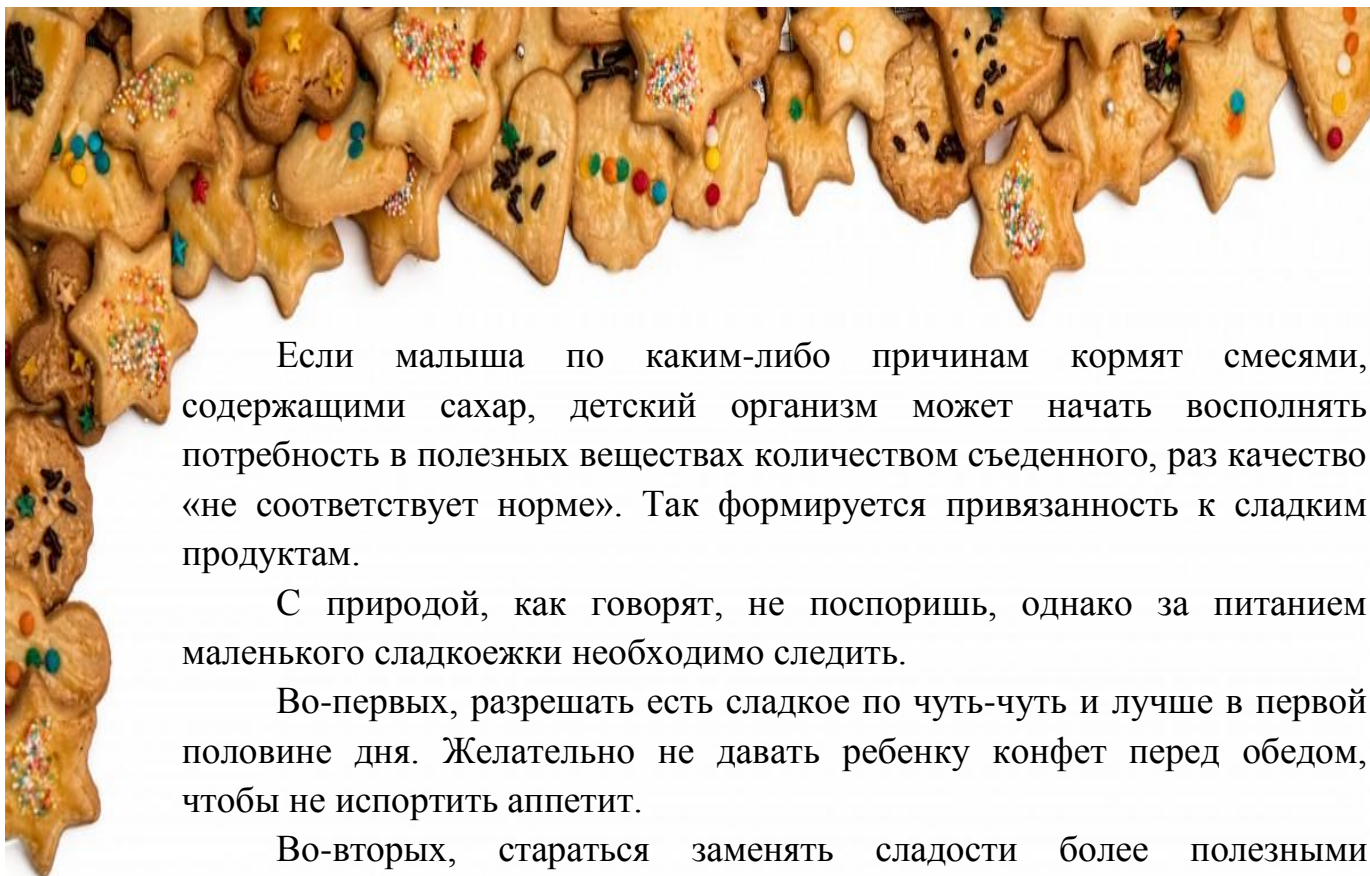 Если малыша по каким-либо причинам кормят смесями,
содержащими сахар, детский организм может начать восполнять
потребность в полезных веществах количеством съеденного, раз качество
«не соответствует норме». Так формируется привязанность к сладким
продуктам.
С природой, как говорят, не поспоришь, однако за питанием
маленького сладкоежки необходимо следить.
Во-первых, разрешать есть сладкое по чуть-чуть и лучше в первой
половине дня. Желательно не давать ребенку конфет перед обедом,
чтобы не испортить аппетит.
Во-вторых, стараться заменять сладости более полезными